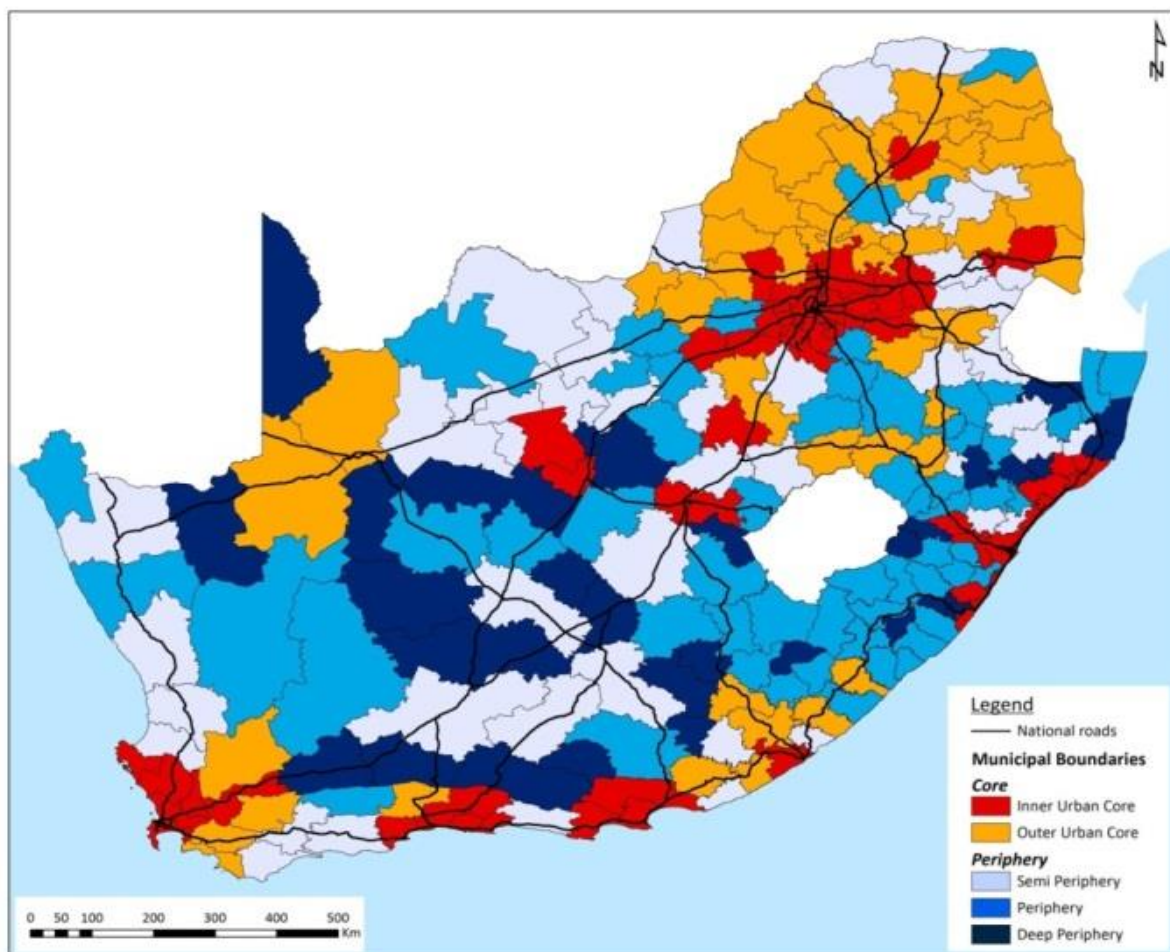 N
Legend
National roads
Municipal Boundaries
Core
Inner Urban Core
Outer Urban Core
Periphery
Semi Periphery
Periphery
Deep Periphery
0 50 100 200 300 400 500
Km